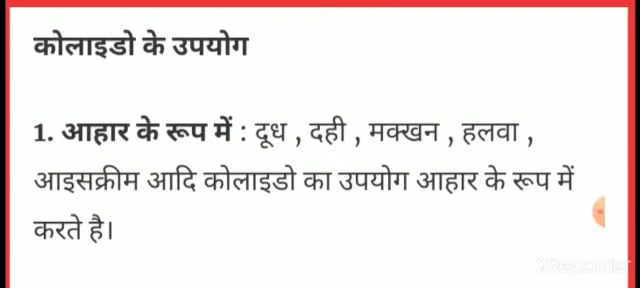 कोलाइडो के उपयोग
1. आहार के रूप में : दूध , दही , मक्खन , हलवा ,
आइसक्रीम आदि कोलाइडो का उपयोग आहार के रूप में
करते है।